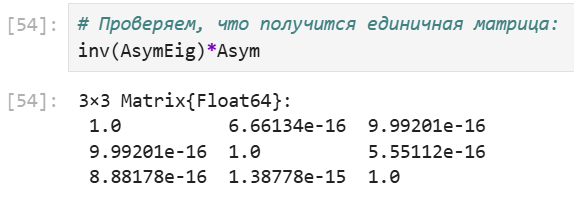 [54]: # Проверяем, что получится единичная матрица:
inv(AsymEig)*Asym
[54]: 3×3 Matrix{Float64}:
1.0 6.66134e-16 9.99201e-16
9.99201e-16 1.0 5.55112e-16
8.88178e-16 1.38778e-15 1.0